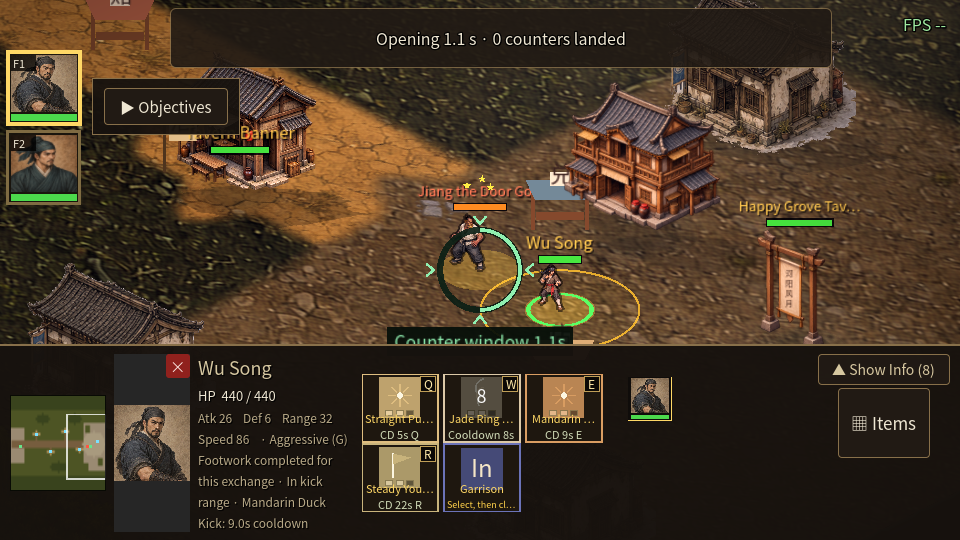 Opening 1.1 s · 0 counters landed
FPS --
F1
▶ Objectives
F2
Tavern Banner
Jiang the Door Go
Happy Grove Tav…
Wu Song
Counter window 1.1s
Wu Song
HP 440 / 440
Atk 26 Def 6 Range 32
Speed 86 · Aggressive (G)
Footwork completed for
this exchange · In kick
range · Mandarin Duck
Kick: 9.0s cooldown
Q
Straight Pu…
CD 5s Q
W
8
Jade Ring …
Cooldown 8s
E
Mandarin …
CD 9s E
R
Steady You…
CD 22s R
In
Garrison
Select, then cl…
▲ Show Info (8)
Items